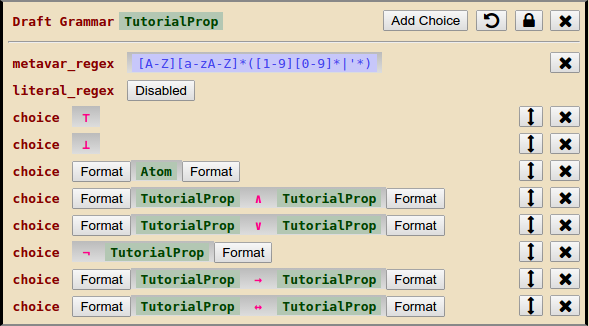 Draft Grammar TutorialProp Add Choice
metavar_regex [A-Z][a-zA-Z]*([1-9][0-9]*|'*)
literal_regex Disabled
choice ⊤
choice ⊥
choice Format Atom Format
choice Format TutorialProp ∧ TutorialProp Format
choice Format TutorialProp ∨ TutorialProp Format
choice ¬ TutorialProp Format
choice Format TutorialProp → TutorialProp Format
choice Format TutorialProp ↔ TutorialProp Format